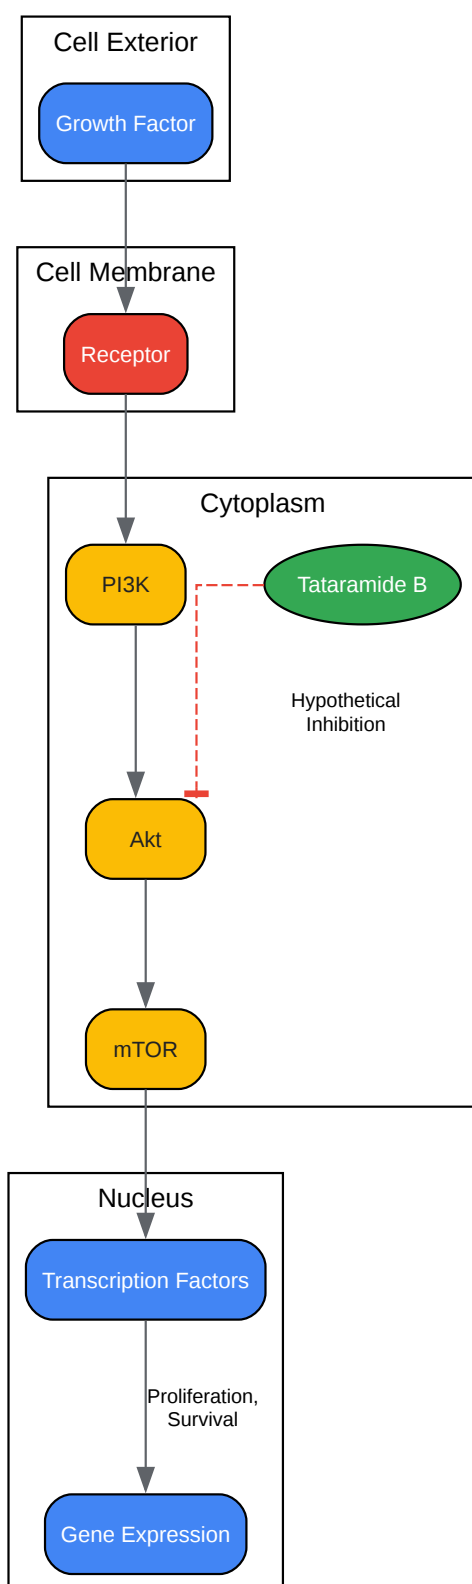 Cell Exterior
Growth Factor
Cell Membrane
Receptor
Cytoplasm
PI3K
Tataramide B
Hypothetical
Inhibition
Akt
mTOR
Nucleus
Transcription Factors
Proliferation,
Survival
Gene Expression